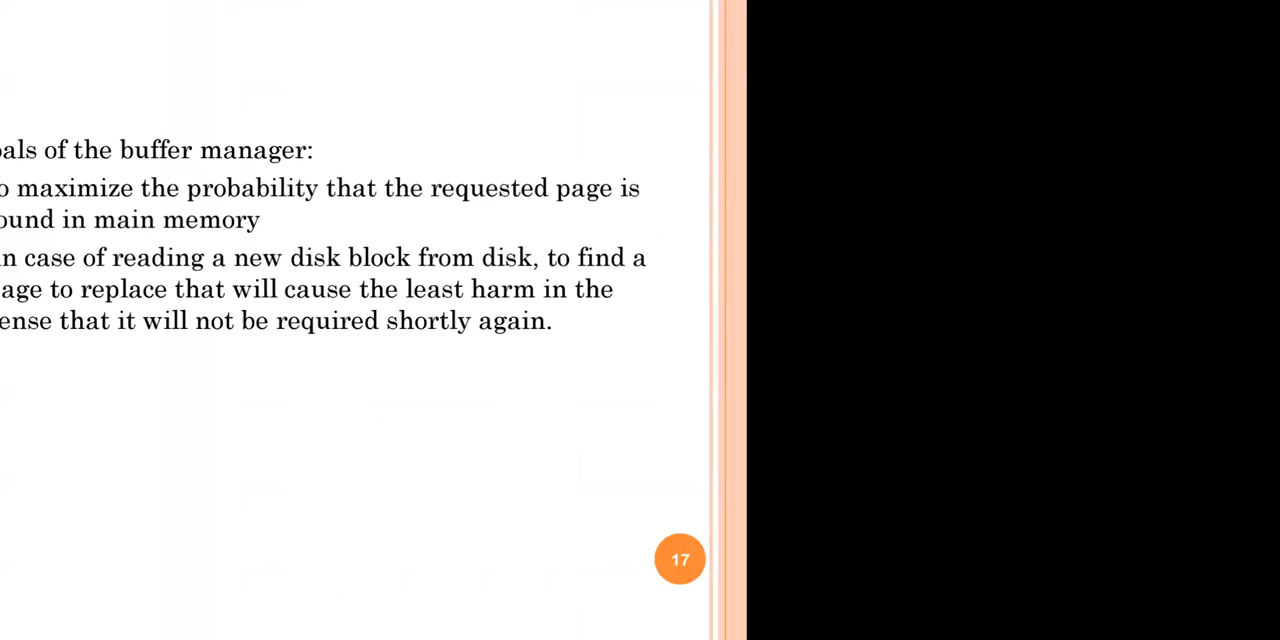 oals of the buffer manager:
o maximize the probability that the requested page is
ound in main memory
n case of reading a new disk block from disk, to find a
age to replace that will cause the least harm in the
ense that it will not be required shortly again.
17